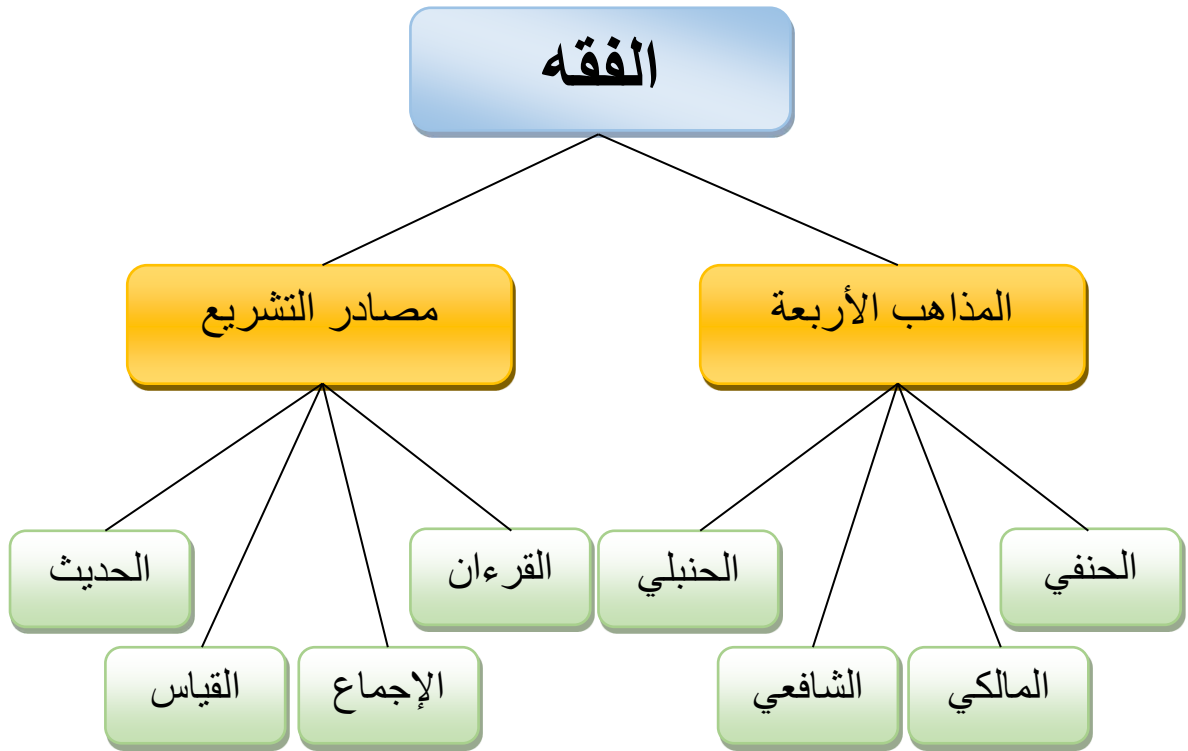 الفقه
المذاهب الأربعة
مصادر التشريع
الحنفي
الحنبلي
القرءان
الحديث
المالكي
الشافعي
الإجماع
القياس